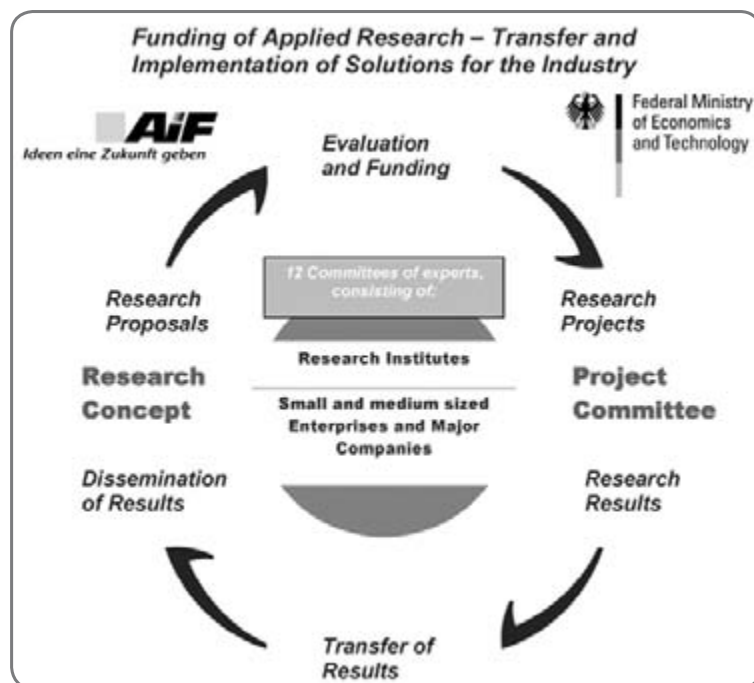 Funding of Applied Research – Transfer and
Implementation of Solutions for the Industry
AiF
Ideen eine Zukunft geben
Federal Ministry
of Economics
and Technology
Evaluation
and Funding
12 Committees of experts,
consisting of:
Research
Proposals
Research
Projects
Research Institutes
Research
Concept
Project
Committee
Small and medium sized
Enterprises and Major
Companies
Dissemination
of Results
Research
Results
Transfer of
Results